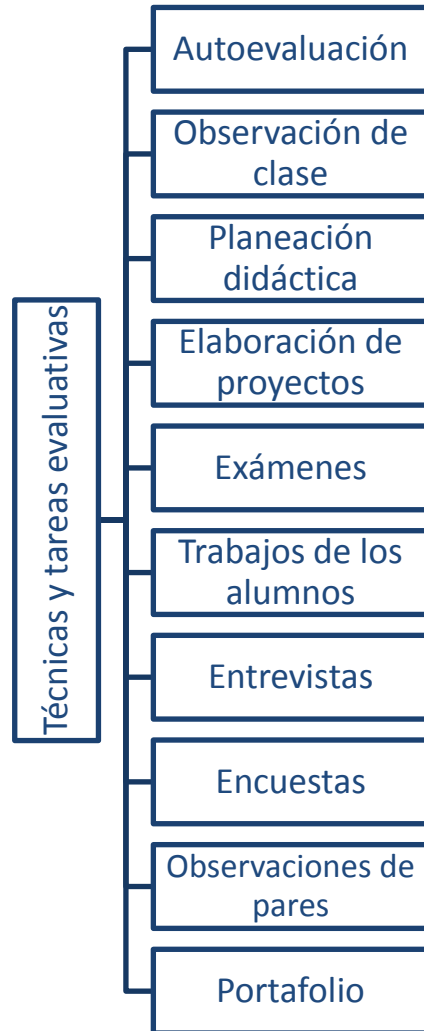 Técnicas y tareas evaluativas
Autoevaluación
Observación de
clase
Planeación
didáctica
Elaboración de
proyectos
Exámenes
Trabajos de los
alumnos
Entrevistas
Encuestas
Observaciones de
pares
Portafolio